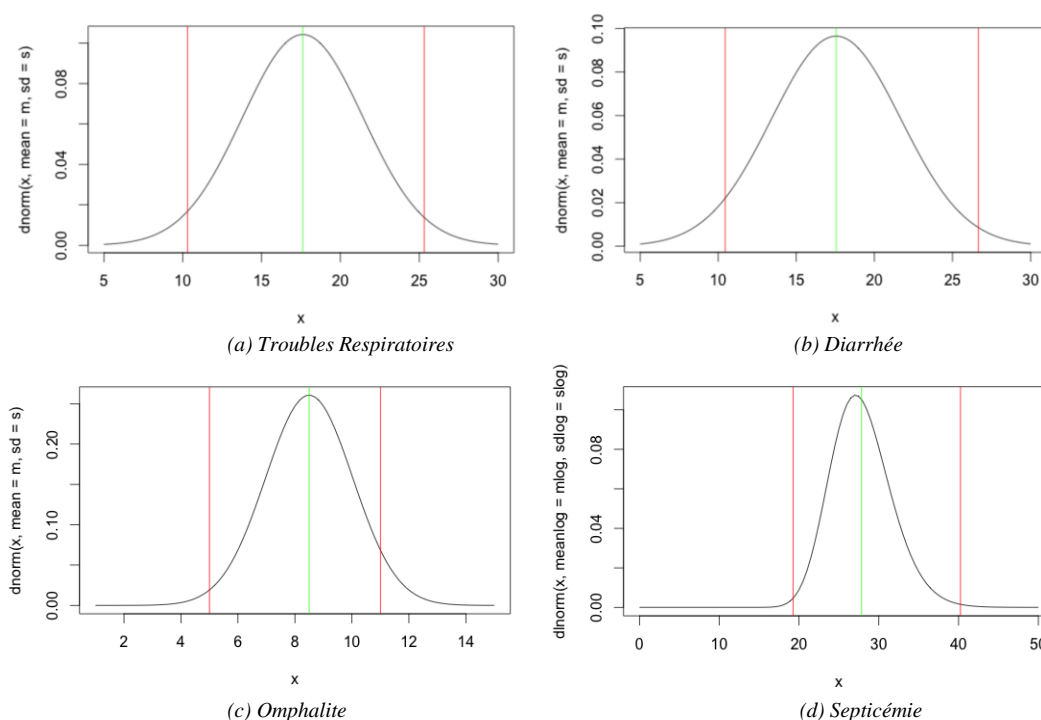 dnorm(x, mean = m, sd = s)
0.00 0.04 0.08
5 10 15 20 25 30
x
(a) Troubles Respiratoires
dnorm(x, mean = m, sd = s)
0.00 0.02 0.04 0.06 0.08 0.10
5 10 15 20 25 30
x
(b) Diarrhée
dnorm(x, mean = m, sd = s)
0.00 0.10 0.20
2 4 6 8 10 12 14
x
(c) Omphalite
dlnorm(x, meanlog = mlog, sdlog = slog)
0.00 0.04 0.08
0 10 20 30 40 50
x
(d) Septicémie